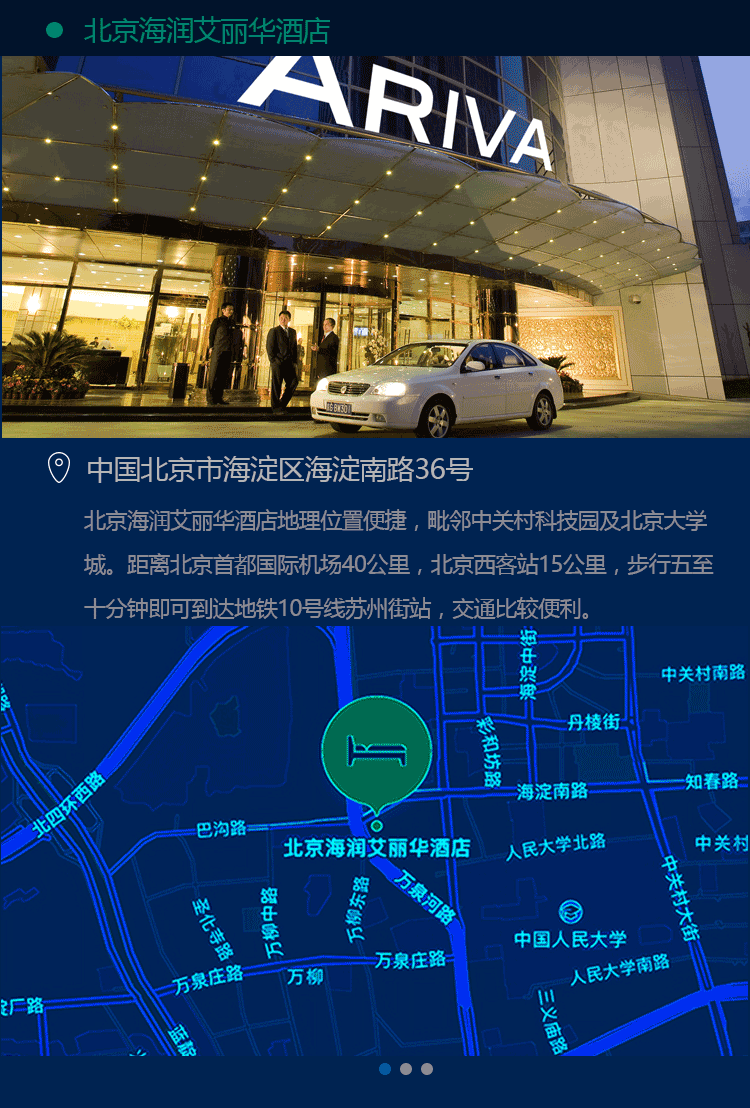 北京海润艾丽华酒店
ARIVA
中国北京市海淀区海淀南路36号
北京海润艾丽华酒店地理位置便捷，毗邻中关村科技园及北京大学
城。距离北京首都国际机场40公里，北京西客站15公里，步行五至
十分钟即可到达地铁10号线苏州街站，交通比较便利。
海淀中街
中关村南路
丹棱街
彩和坊路
北四环西路
海淀南路
知春路
巴沟路
北京海润艾丽华酒店
人民大学北路
中关村
万泉河路
万柳东路
万柳中路
圣化寺路
中关村大街
中国人民大学
万泉庄路
万柳
万泉庄路
人民大学南路
厂路
三义庙路
蓝靛